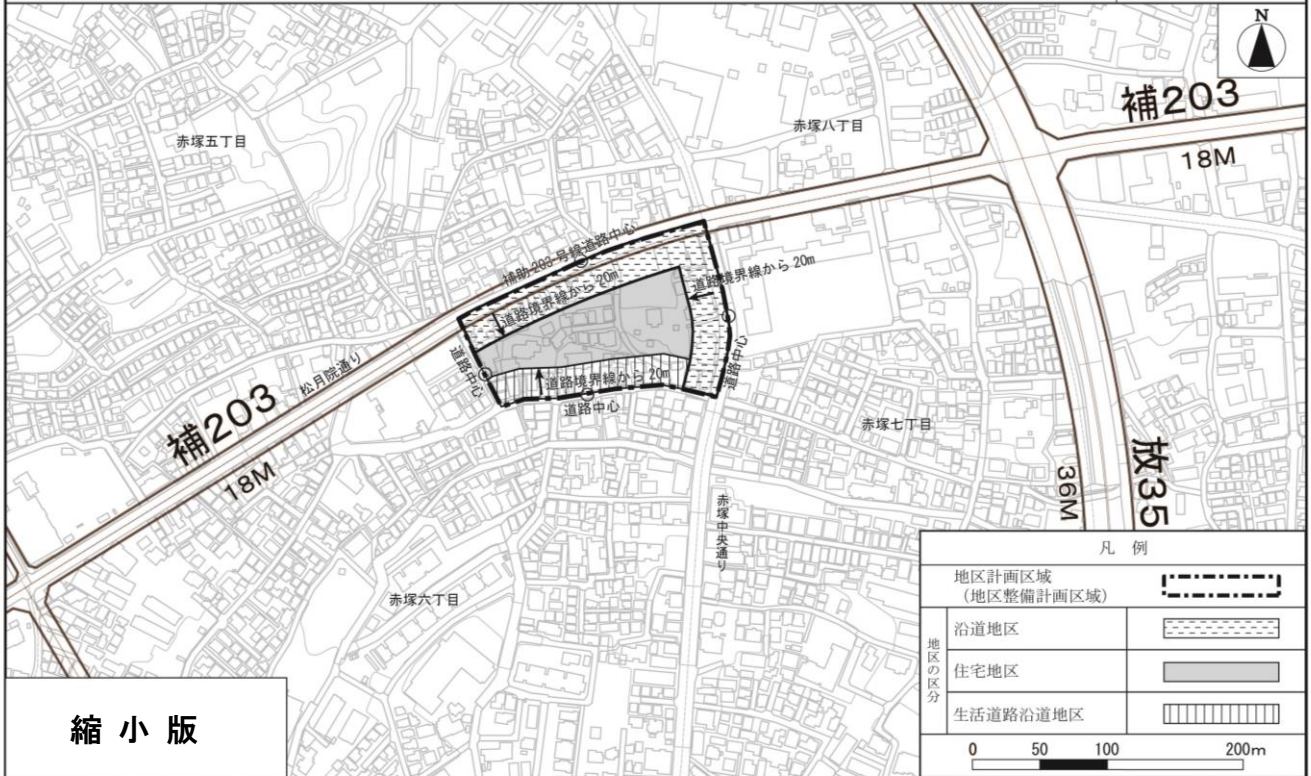 N
補203
18M
赤塚八丁目
赤塚五丁目
補助203号線道路中心
道路境界線から20m
道路境界線から20m
道路中心
道路境界線から20m
道路中心
道路中心
松月院通り
補203
18M
赤塚七丁目
放35
36M
赤塚中央通り
赤塚六丁目
縮小版
凡 例
地区計画区域
(地区整備計画区域)
地区の区分
沿道地区
住宅地区
生活道路沿道地区
0 50 100 200m